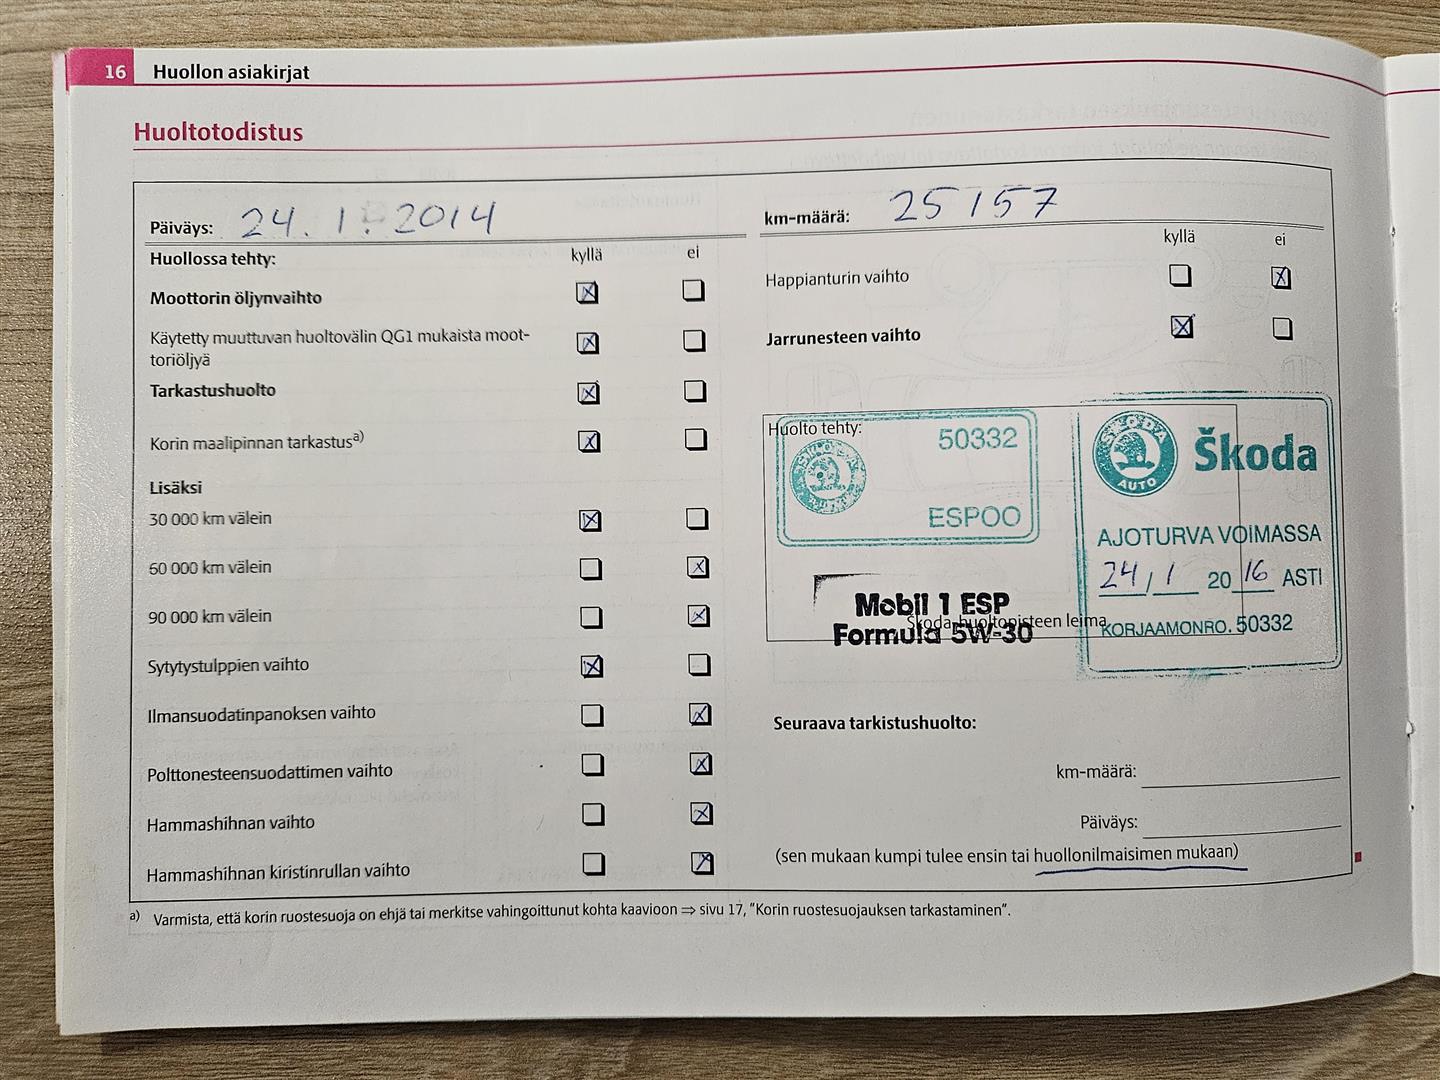 16 Huollon asiakirjat
Huoltotodistus
Päiväys: 24. 1. 2014
Huollossa tehty: kyllä ei
Moottorin öljynvaihto
Käytetty muuttuvan huoltovälin QG1 mukaista moot-
toriöljyä
Tarkastushuolto
Korin maalipinnan tarkastus a)
Lisäksi
30 000 km välein
60 000 km välein
90 000 km välein
Sytytystulppien vaihto
Ilmansuodatinpanoksen vaihto
Polttonesteensuodattimen vaihto
Hammashihnan vaihto
Hammashihnan kiristinrullan vaihto
km-määrä: 25157
kyllä ei
Happianturin vaihto
Jarrunesteen vaihto
Huolto tehty:
50332
ESPOO
Mobil 1 ESP
Formula 5W-30
Škoda-huoltopisteen leima
ŠKODA
AUTO
Škoda
AJOTURVA VOIMASSA
24/1 2016 ASTI
KORJAAMONRO. 50332
Seuraava tarkistushuolto:
km-määrä:
Päiväys:
(sen mukaan kumpi tulee ensin tai huollonilmaisimen mukaan)
a) Varmista, että korin ruostesuoja on ehjä tai merkitse vahingoittunut kohta kaavioon ⇒ sivu 17, "Korin ruostesuojauksen tarkastaminen".